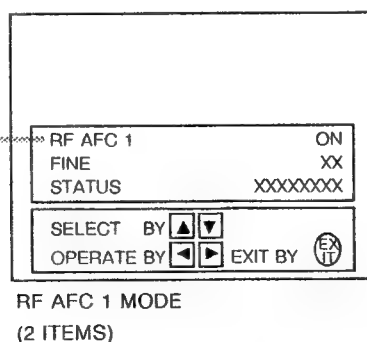 RF AFC 1 ON
FINE XX
STATUS XXXXXXXX
SELECT BY ▲ ▼
OPERATE BY ◄ ► EXIT BY EXIT
RF AFC 1 MODE
(2 ITEMS)